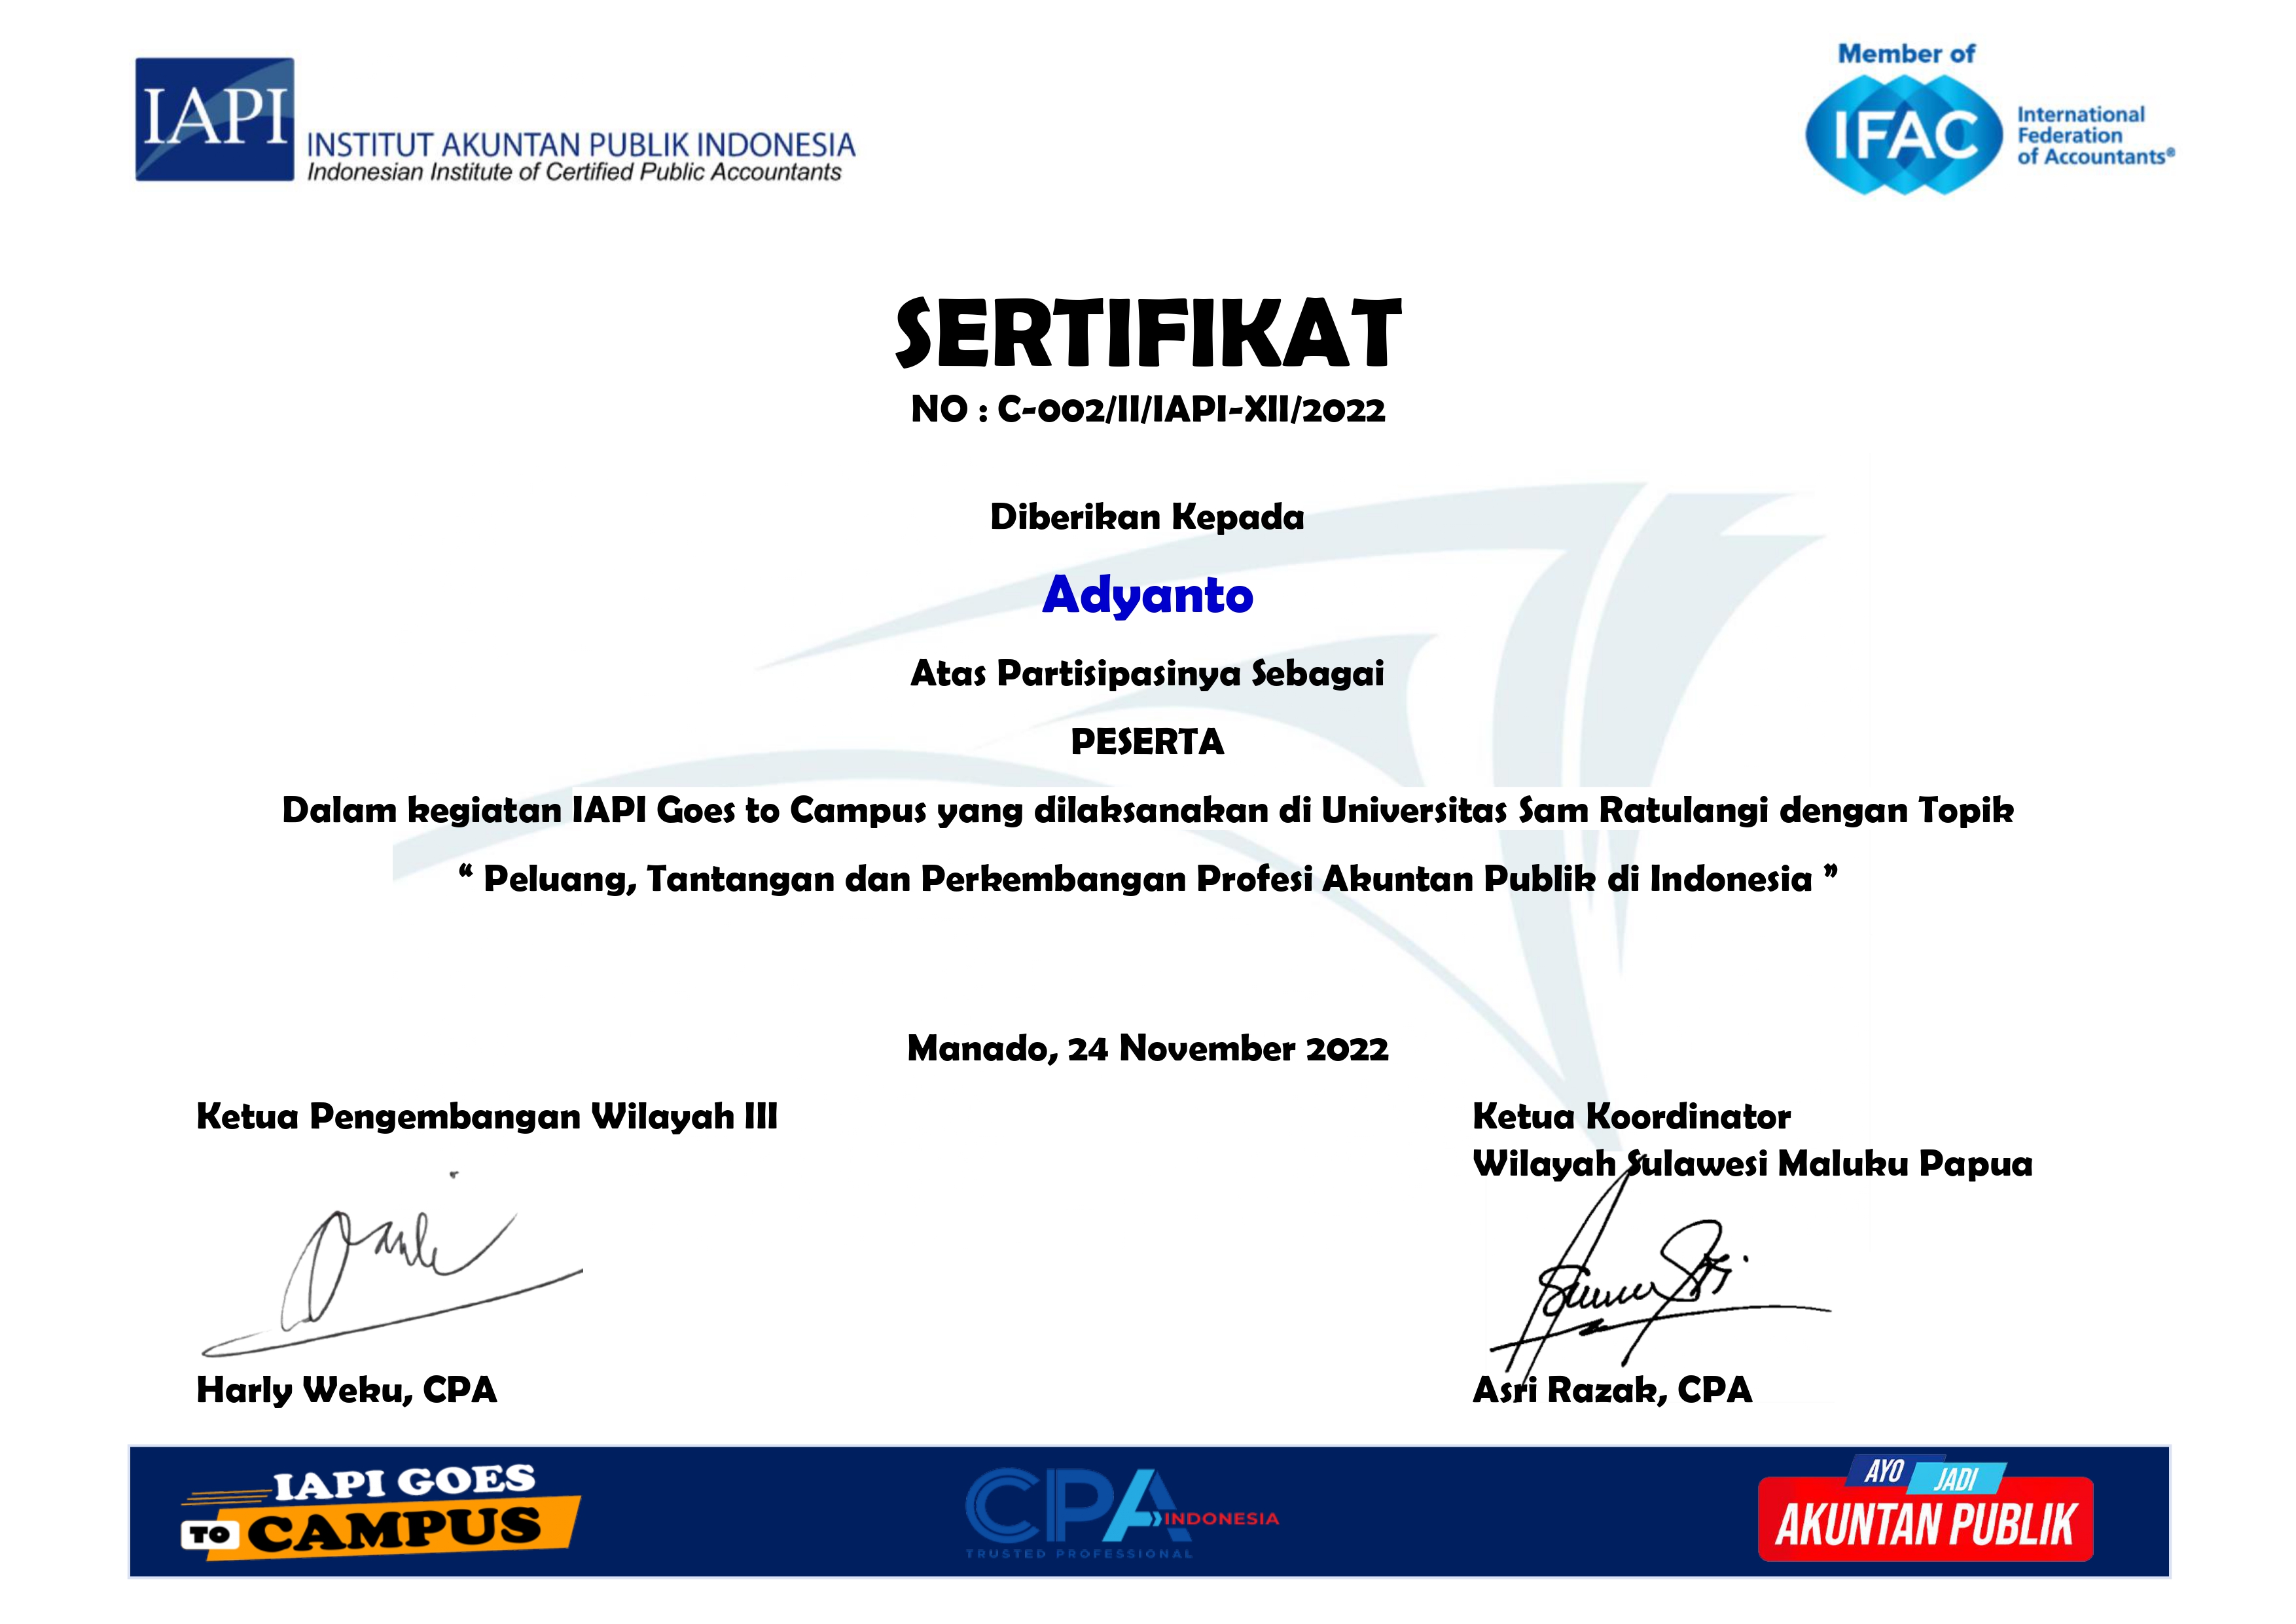 IAPI
INSTITUT AKUNTAN PUBLIK INDONESIA
Indonesian Institute of Certified Public Accountants
Member of
IFAC
International
Federation
of Accountants®
SERTIFIKAT
NO : C-002/II/IAPI-XII/2022
Diberikan Kepada
Adyanto
Atas Partisipasinya Sebagai
PESERTA
Dalam kegiatan IAPI Goes to Campus yang dilaksanakan di Universitas Sam Ratulangi dengan Topik
“ Peluang, Tantangan dan Perkembangan Profesi Akuntan Publik di Indonesia ”
Manado, 24 November 2022
Ketua Pengembangan Wilayah III
Harly Weku, CPA
Ketua Koordinator
Wilayah Sulawesi Maluku Papua
Asri Razak, CPA
IAPI GOES
TO CAMPUS
CPA INDONESIA
TRUSTED PROFESSIONAL
AYO JADI
AKUNTAN PUBLIK